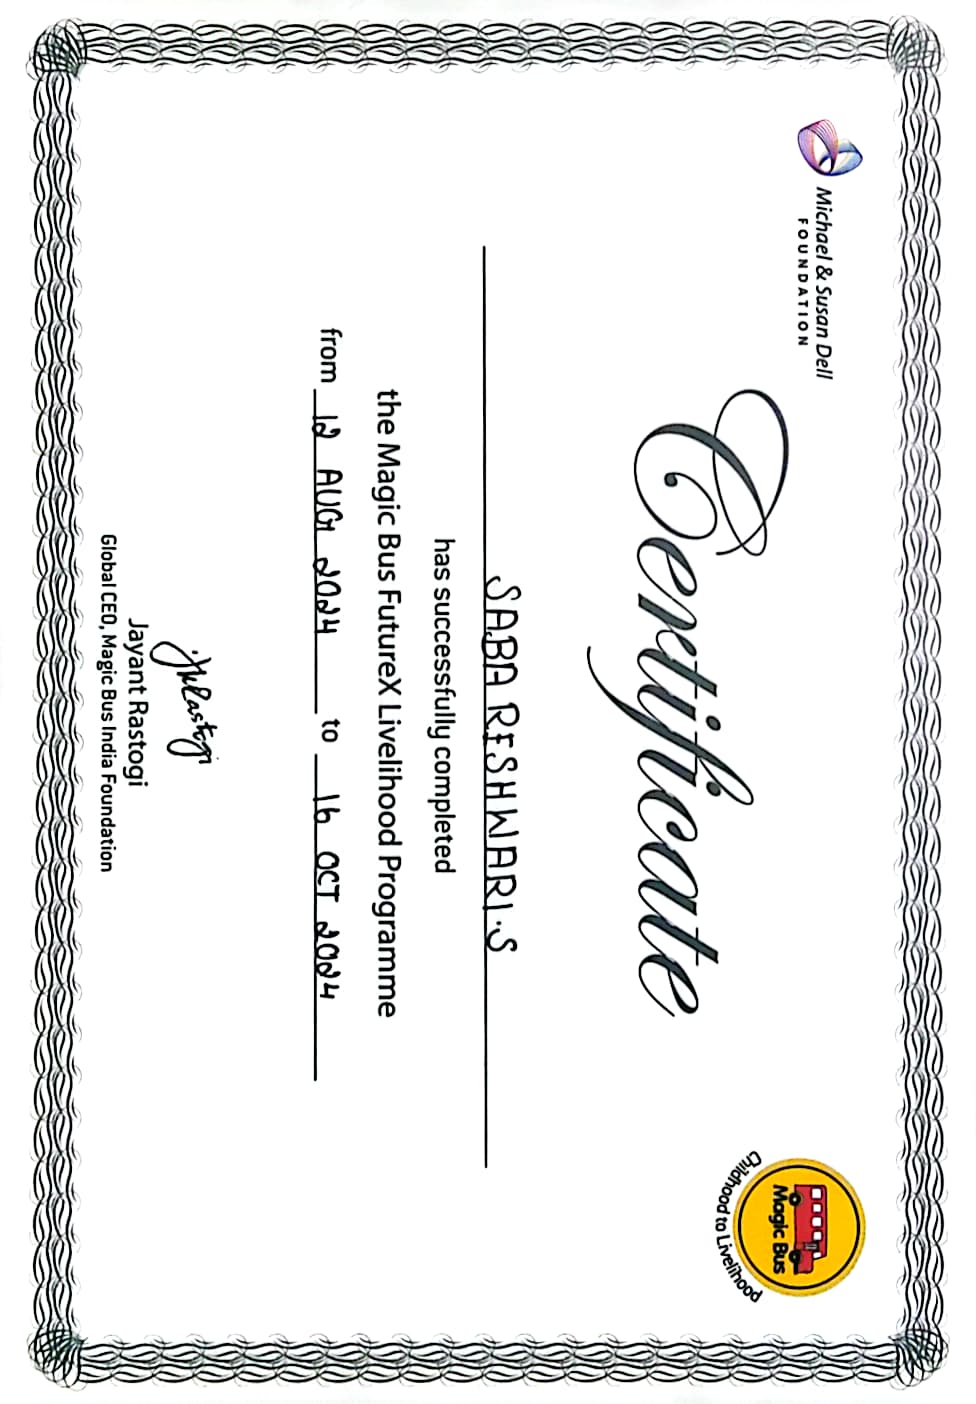 Michael & Susan Dell
FOUNDATION
Magic Bus
Childhood to Livelihood
Certificate
SABA RESHWARI.S
has successfully completed
the Magic Bus FutureX Livelihood Programme
from 12 AUG 2024 to 16 OCT 2024
JRastogi
Jayant Rastogi
Global CEO, Magic Bus India Foundation